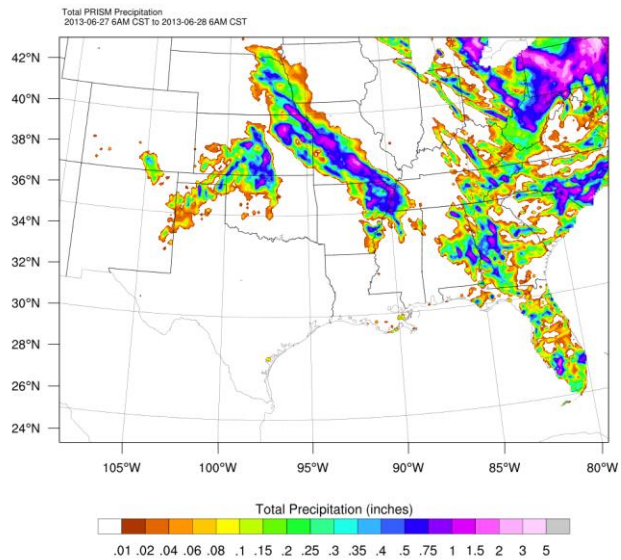 Total PRISM Precipitation
2013-06-27 6AM CST to 2013-06-28 6AM CST
42°N
40°N
38°N
36°N
34°N
32°N
30°N
28°N
26°N
24°N
105°W 100°W 95°W 90°W 85°W 80°W
Total Precipitation (inches)
.01 .02 .04 .06 .08 .1 .15 .2 .25 .3 .35 .4 .5 .75 1 1.5 2 3 5